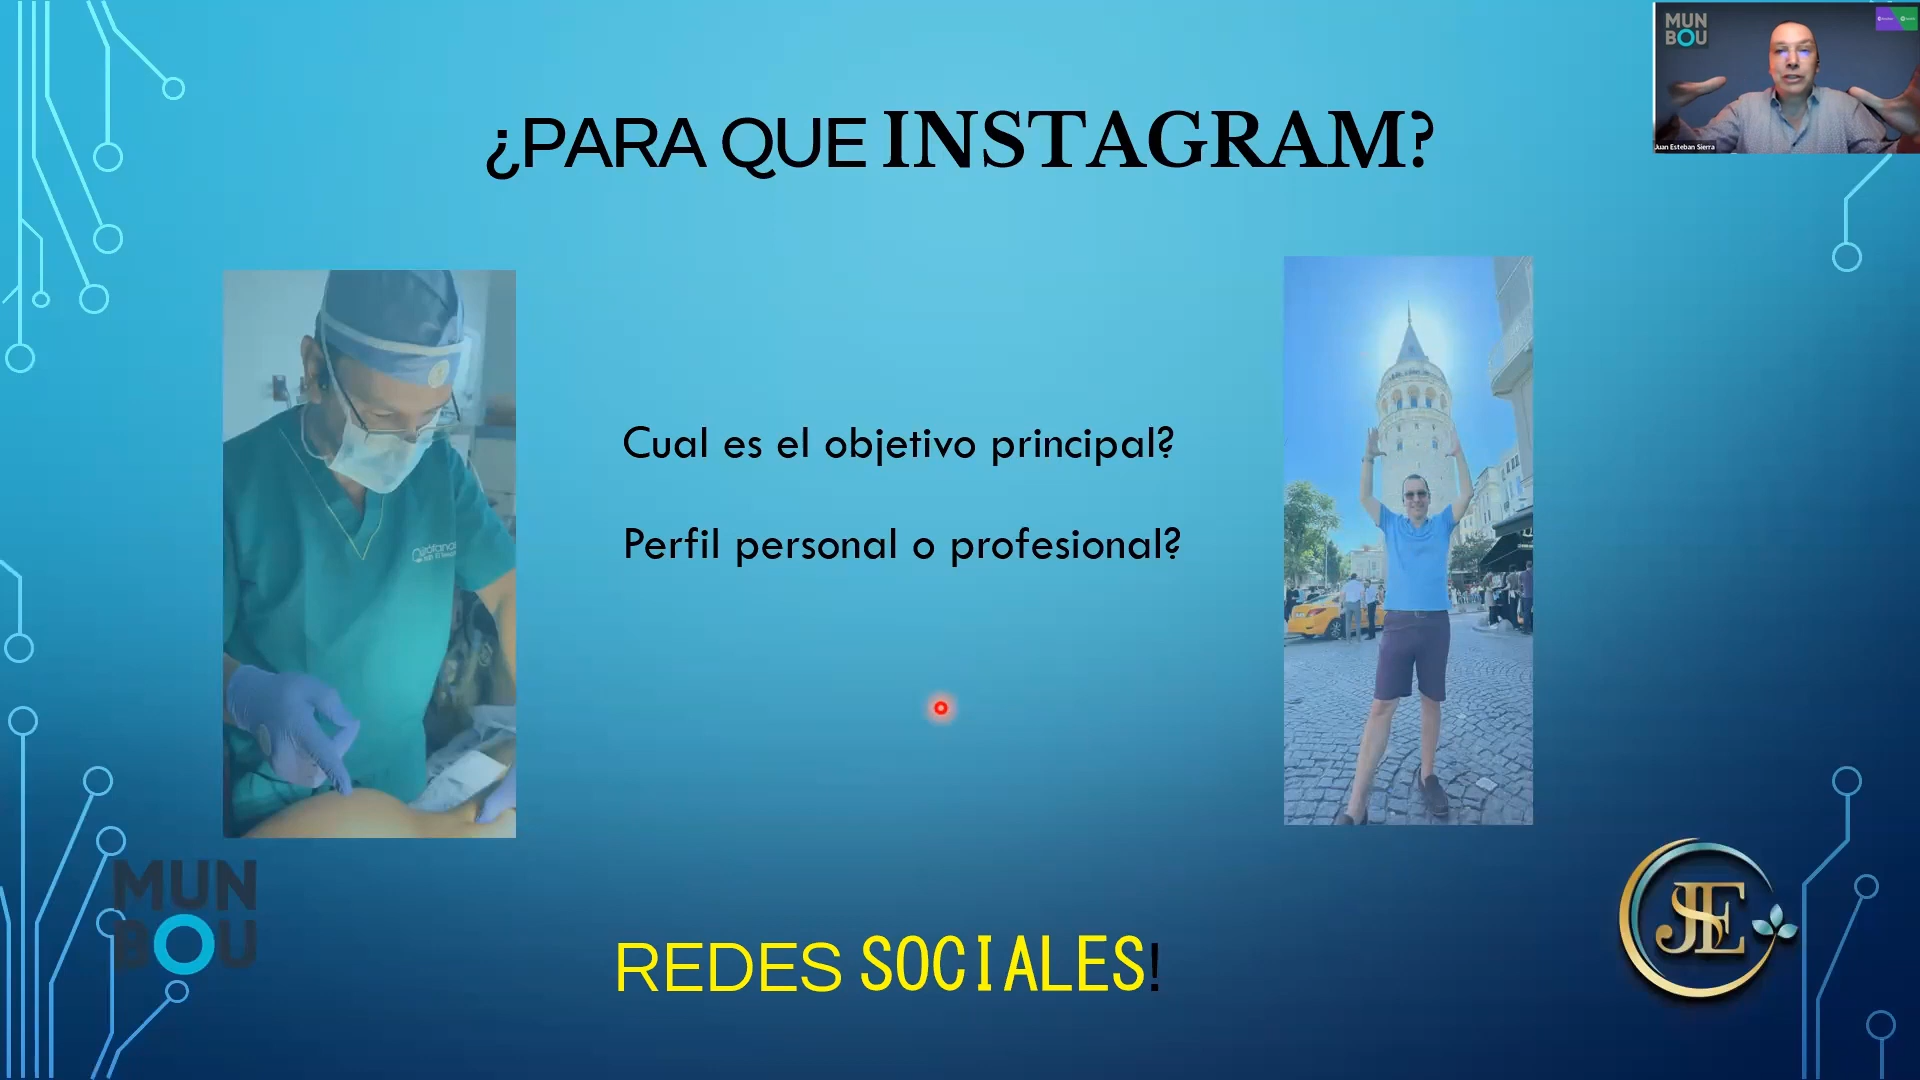 MUN
BOU
Juan Esteban Sierra
¿PARA QUE INSTAGRAM?
Cual es el objetivo principal?
Perfil personal o profesional?
MUN
BOU
REDES SOCIALES!
JSE